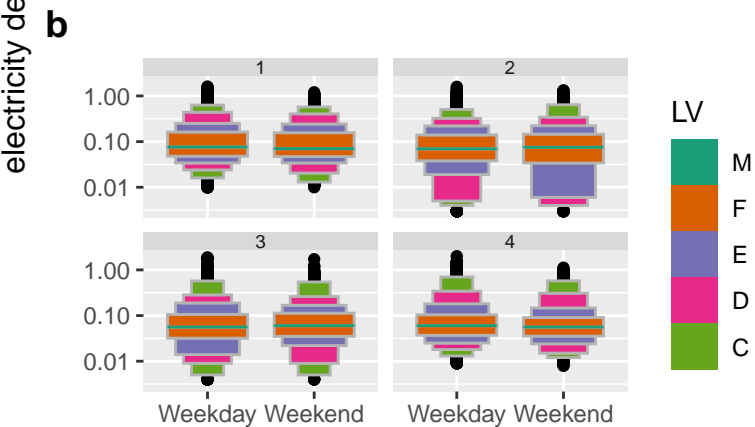 b
electricity de
1
2
1.00
0.10
0.01
3
4
1.00
0.10
0.01
Weekday Weekend
Weekday Weekend
LV
M
F
E
D
C